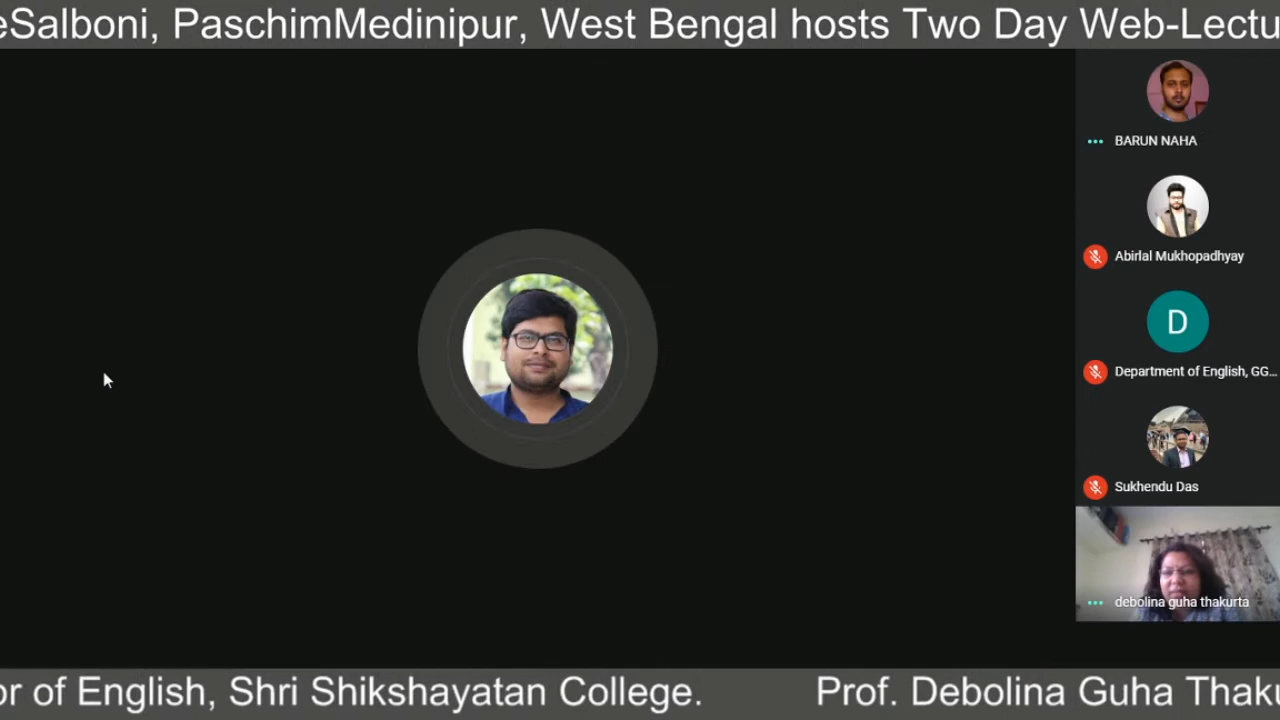 eSalboni, PaschimMedinipur, West Bengal hosts Two Day Web-Lectu
BARUN NAHA
Abirlal Mukhopadhyay
D
Department of English, GG...
Sukhendu Das
debolina guha thakurta
or of English, Shri Shikshayatan College. Prof. Debolina Guha Thaku